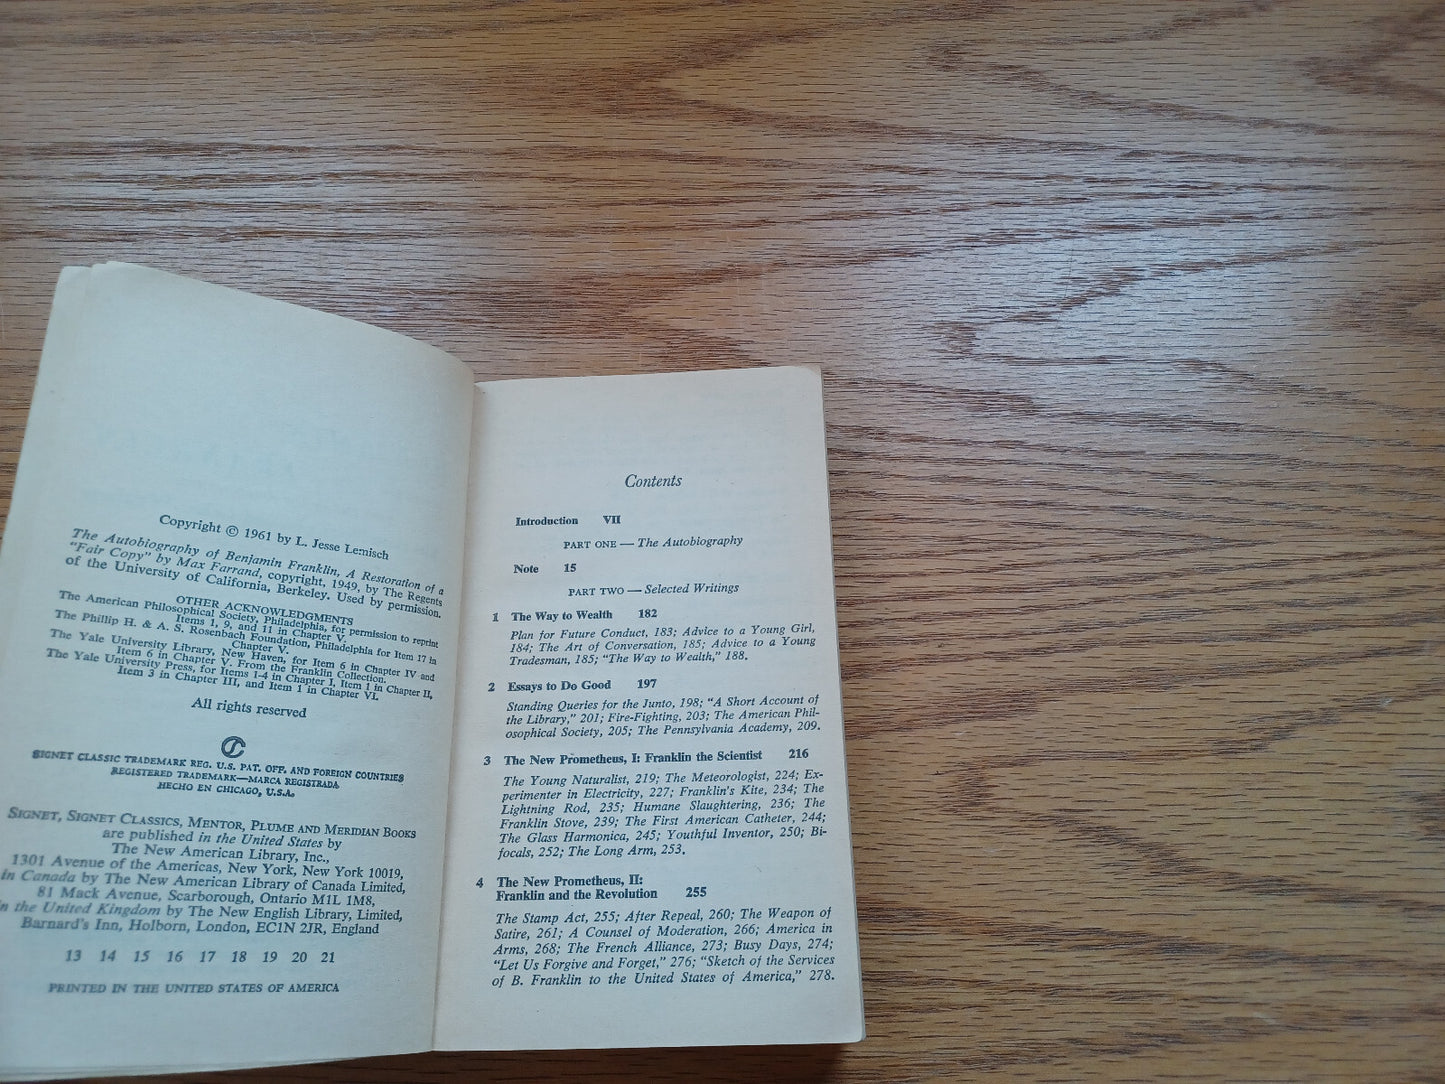 Copyright © 1961 by L. Jesse Lemisch
The Autobiography of Benjamin Franklin, A Restoration of a
"Fair Copy" by Max Farrand, copyright, 1949, by The Regents
of the University of California, Berkeley. Used by permission.
OTHER ACKNOWLEDGMENTS
The American Philosophical Society, Philadelphia, for permission to reprint
Items 1, 9, and 11 in Chapter V.
The Phillip H. & A. S. Rosenbach Foundation, Philadelphia for Item 17 in
Chapter V.
The Yale University Library, New Haven, for Item 6 in Chapter IV and
Item 6 in Chapter V. From the Franklin Collection.
The Yale University Press, for Items 1-4 in Chapter I, Item 1 in Chapter II,
Item 3 in Chapter III, and Item 1 in Chapter VI.
All rights reserved
SIGNET CLASSIC TRADEMARK REG. U.S. PAT. OFF. AND FOREIGN COUNTRIES
REGISTERED TRADEMARK—MARCA REGISTRADA
HECHO EN CHICAGO, U.S.A.
SIGNET, SIGNET CLASSICS, MENTOR, PLUME AND MERIDIAN BOOKS
are published in the United States by
The New American Library, Inc.,
1301 Avenue of the Americas, New York, New York 10019,
in Canada by The New American Library of Canada Limited,
81 Mack Avenue, Scarborough, Ontario M1L 1M8,
in the United Kingdom by The New English Library, Limited,
Barnard's Inn, Holborn, London, EC1N 2JR, England
13 14 15 16 17 18 19 20 21
PRINTED IN THE UNITED STATES OF AMERICA
Contents
Introduction VII
PART ONE — The Autobiography
Note 15
PART TWO — Selected Writings
1 The Way to Wealth 182
Plan for Future Conduct, 183; Advice to a Young Girl,
184; The Art of Conversation, 185; Advice to a Young
Tradesman, 185; "The Way to Wealth," 188.
2 Essays to Do Good 197
Standing Queries for the Junto, 198; "A Short Account of
the Library," 201; Fire-Fighting, 203; The American Phil-
osophical Society, 205; The Pennsylvania Academy, 209.
3 The New Prometheus, I: Franklin the Scientist 216
The Young Naturalist, 219; The Meteorologist, 224; Ex-
perimenter in Electricity, 227; Franklin's Kite, 234; The
Lightning Rod, 235; Humane Slaughtering, 236; The
Franklin Stove, 239; The First American Catheter, 244;
The Glass Harmonica, 245; Youthful Inventor, 250; Bi-
focals, 252; The Long Arm, 253.
4 The New Prometheus, II:
Franklin and the Revolution 255
The Stamp Act, 255; After Repeal, 260; The Weapon of
Satire, 261; A Counsel of Moderation, 266; America in
Arms, 268; The French Alliance, 273; Busy Days, 274;
"Let Us Forgive and Forget," 276; "Sketch of the Services
of B. Franklin to the United States of America," 278.